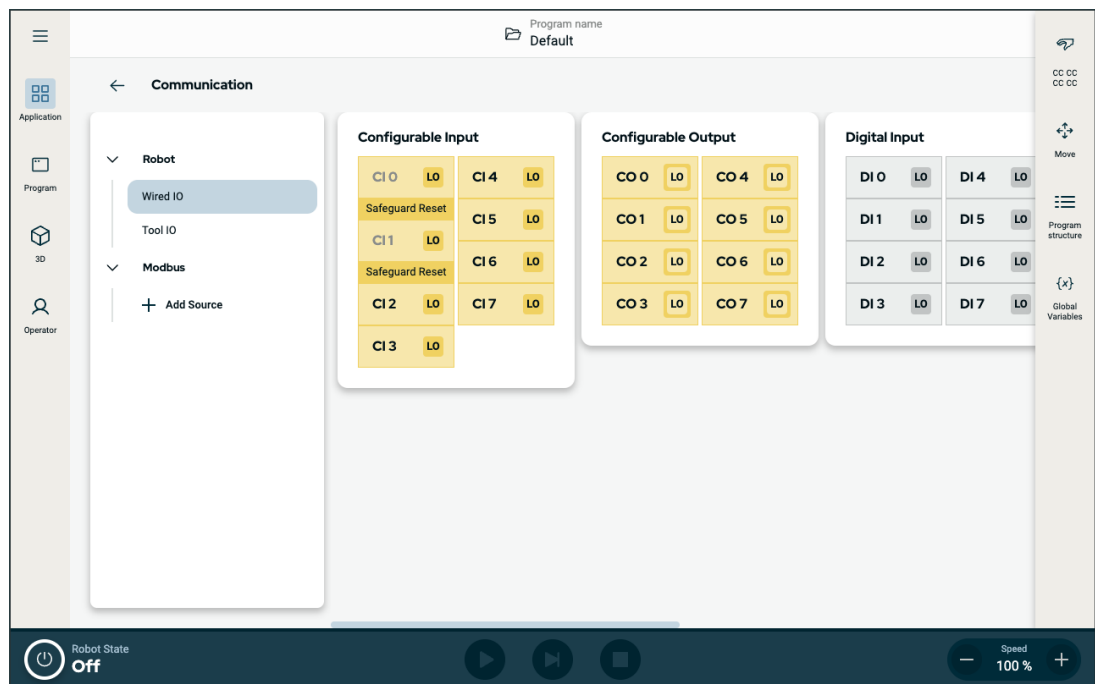 Program name
Default
Application
Program
3D
Operator
Communication
Robot
Wired IO
Tool IO
Modbus
Add Source
Configurable Input
CI 0 LO CI 4 LO
Safeguard Reset
CI 5 LO
CI 1 LO
CI 6 LO
Safeguard Reset
CI 2 LO CI 7 LO
CI 3 LO
Configurable Output
CO 0 LO CO 4 LO
CO 1 LO CO 5 LO
CO 2 LO CO 6 LO
CO 3 LO CO 7 LO
Digital Input
DI 0 LO DI 4 LO
DI 1 LO DI 5 LO
DI 2 LO DI 6 LO
DI 3 LO DI 7 LO
CC CC
CC CC
Move
Program
structure
{x}
Global
Variables
Robot State
Off
Speed
100 %